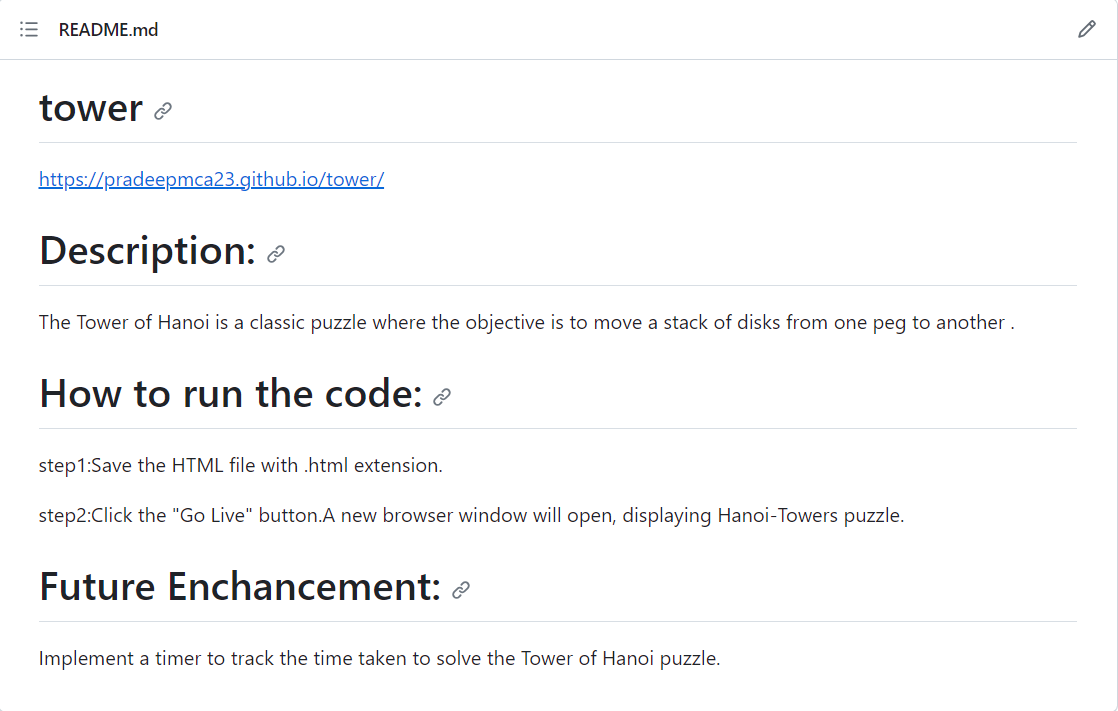 README.md
tower
https://pradeepmca23.github.io/tower/
Description:
The Tower of Hanoi is a classic puzzle where the objective is to move a stack of disks from one peg to another .
How to run the code:
step1:Save the HTML file with .html extension.
step2:Click the "Go Live" button.A new browser window will open, displaying Hanoi-Towers puzzle.
Future Enchancement:
Implement a timer to track the time taken to solve the Tower of Hanoi puzzle.